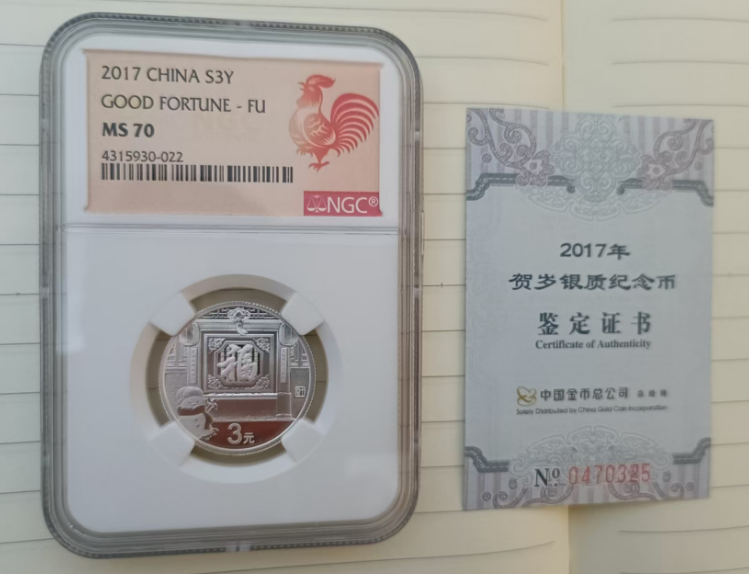 2017 CHINA S3Y
GOOD FORTUNE - FU
MS 70
4315930-022
NGC®
福
3元
2017年
贺岁银质纪念币
鉴定证书
Certificate of Authenticity
中国金币总公司
Solely Distributed by China Gold Coin Incorporation
No 0470325